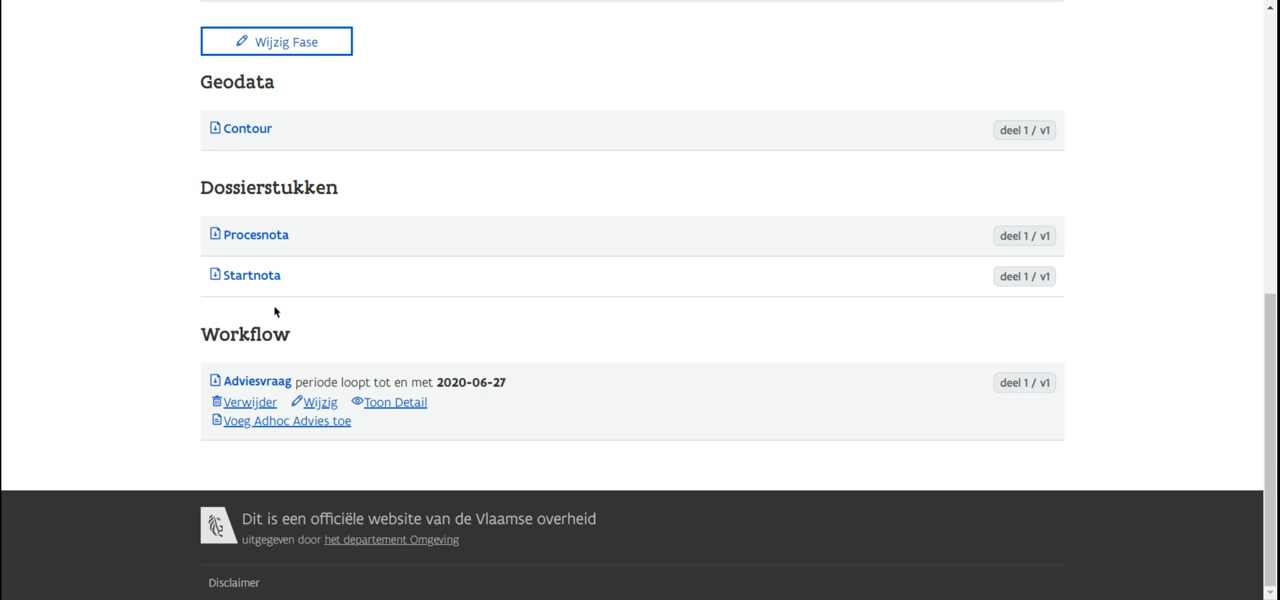 Wijzig Fase
Geodata
Contour deel 1 / v1
Dossierstukken
Procesnota deel 1 / v1
Startnota deel 1 / v1
Workflow
Adviesvraag periode loopt tot en met 2020-06-27 deel 1 / v1
Verwijder Wijzig Toon Detail
Voeg Adhoc Advies toe
Dit is een officiële website van de Vlaamse overheid
uitgegeven door het departement Omgeving
Disclaimer